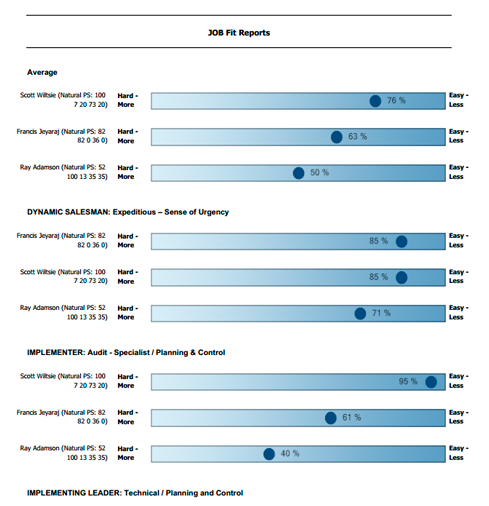 JOB Fit Reports
Average
Scott Wiltsie (Natural PS: 100 Hard - Easy -
76 %
7 20 73 20) More Less
Francis Jeyaraj (Natural PS: 82 Hard - Easy -
63 %
82 0 36 0) More Less
Ray Adamson (Natural PS: 52 Hard - Easy -
50 %
100 13 35 35) More Less
DYNAMIC SALESMAN: Expeditious – Sense of Urgency
Francis Jeyaraj (Natural PS: 82 Hard - Easy -
85 %
82 0 36 0) More Less
Scott Wiltsie (Natural PS: 100 Hard - Easy -
85 %
7 20 73 20) More Less
Ray Adamson (Natural PS: 52 Hard - Easy -
71 %
100 13 35 35) More Less
IMPLEMENTER: Audit - Specialist / Planning & Control
Scott Wiltsie (Natural PS: 100 Hard - Easy -
95 %
7 20 73 20) More Less
Francis Jeyaraj (Natural PS: 82 Hard - Easy -
61 %
82 0 36 0) More Less
Ray Adamson (Natural PS: 52 Hard - Easy -
40 %
100 13 35 35) More Less
IMPLEMENTING LEADER: Technical / Planning and Control